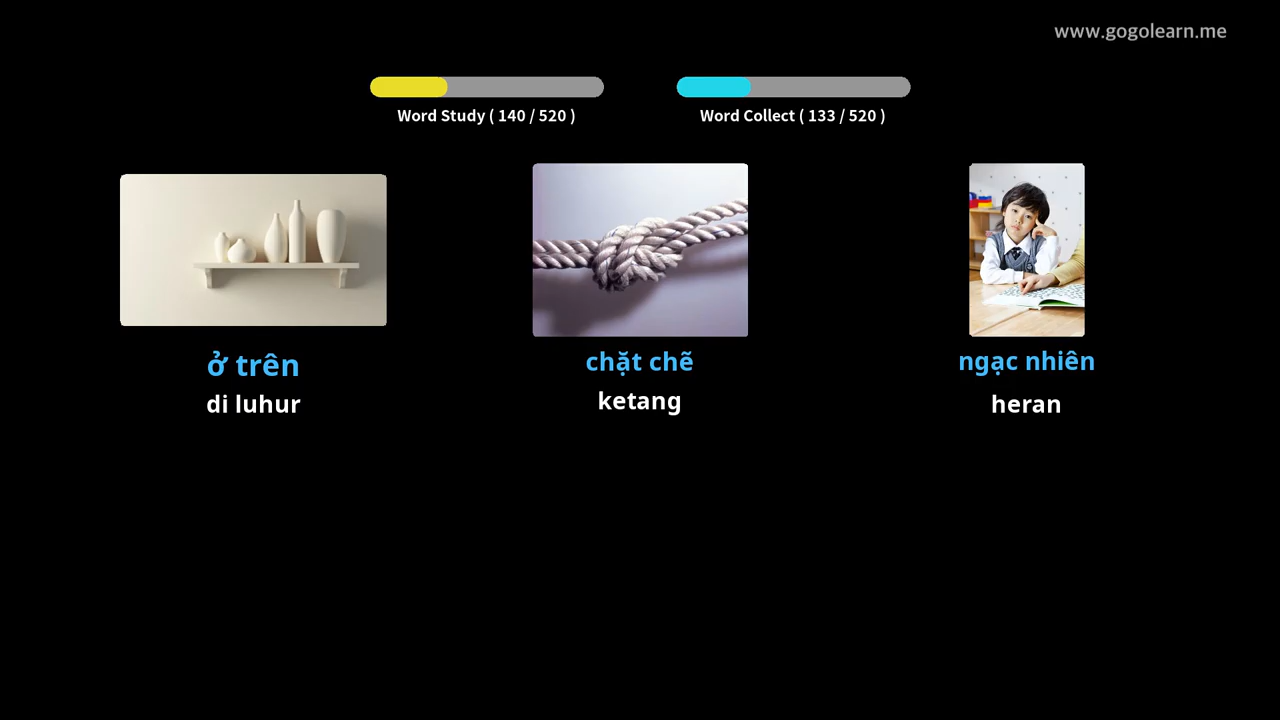 www.gogolearn.me
Word Study ( 140 / 520 )
Word Collect ( 133 / 520 )
ở trên
di luhur
chặt chẽ
ketang
ngạc nhiên
heran